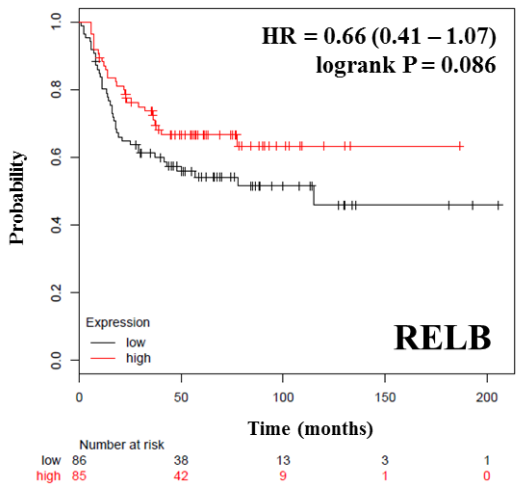 HR = 0.66 (0.41 – 1.07)
logrank P = 0.086
Probability
1.0
0.8
0.6
0.4
0.2
0.0
Expression
low
high
RELB
0 50 100 150 200
Time (months)
Number at risk
low 86 38 13 3 1
high 85 42 9 1 0